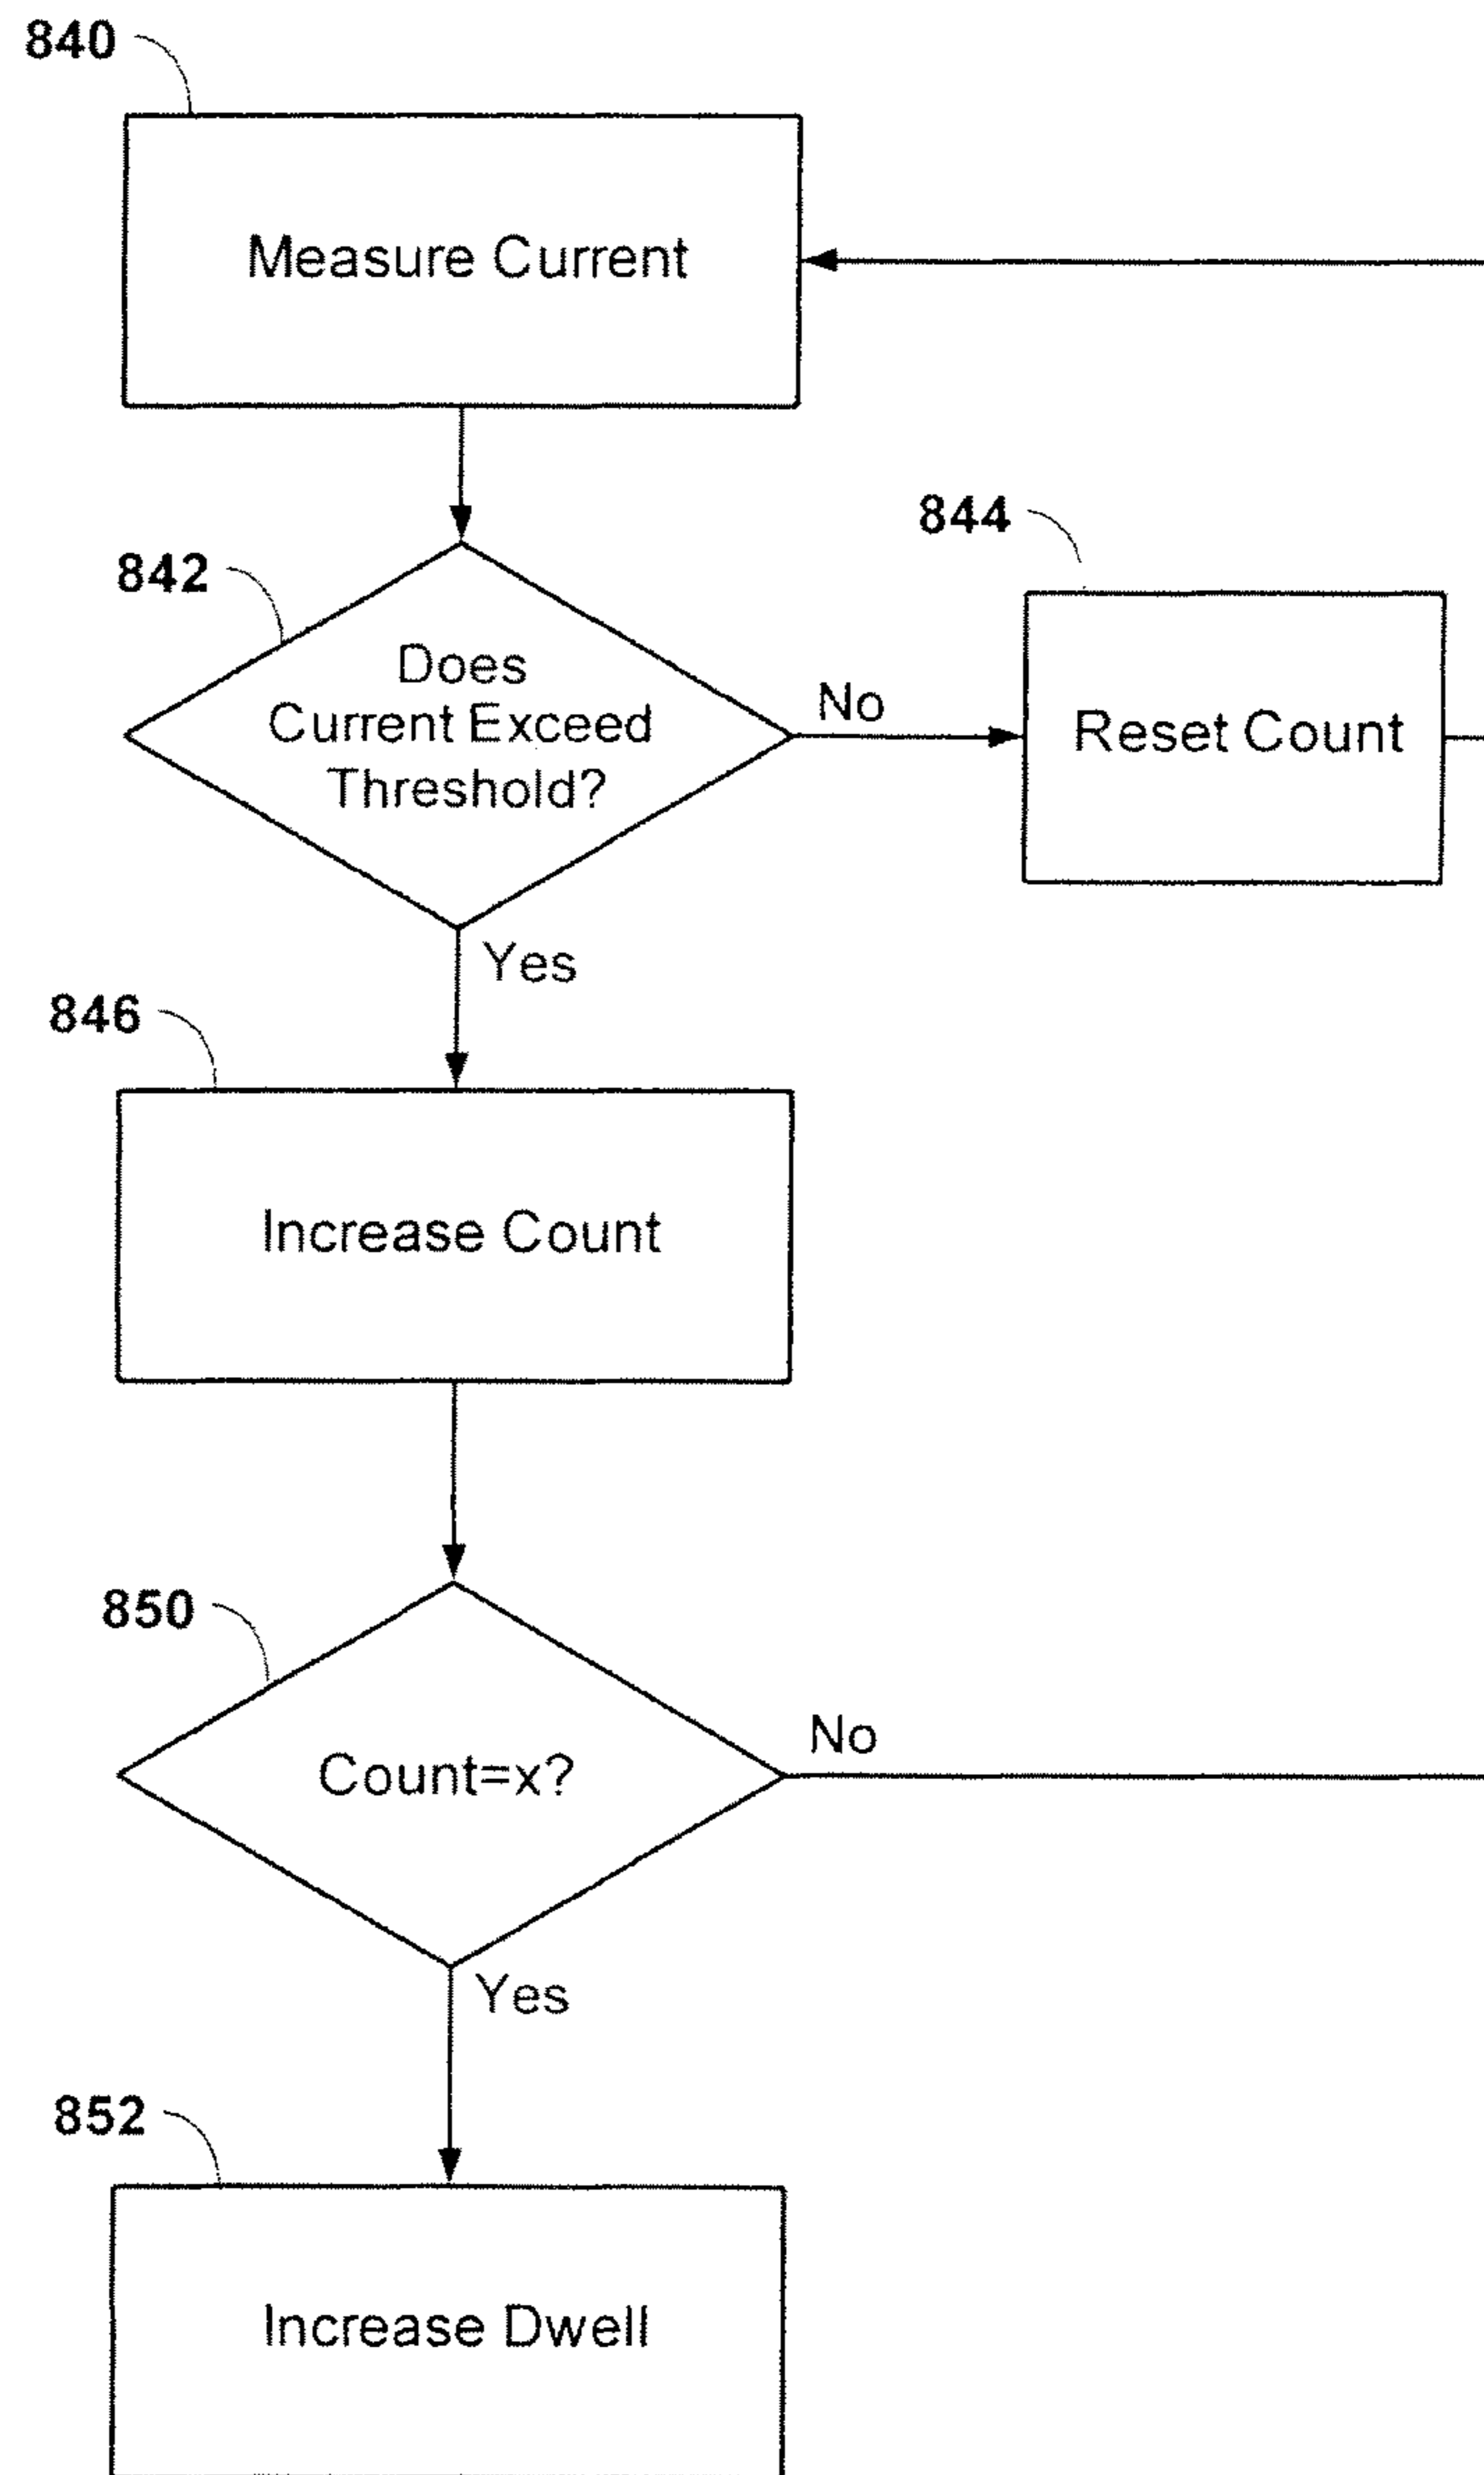 840
Measure Current
842
Does
Current Exceed
Threshold?
No
844
Reset Count
Yes
846
Increase Count
850
Count=x?
No
Yes
852
Increase Dwell